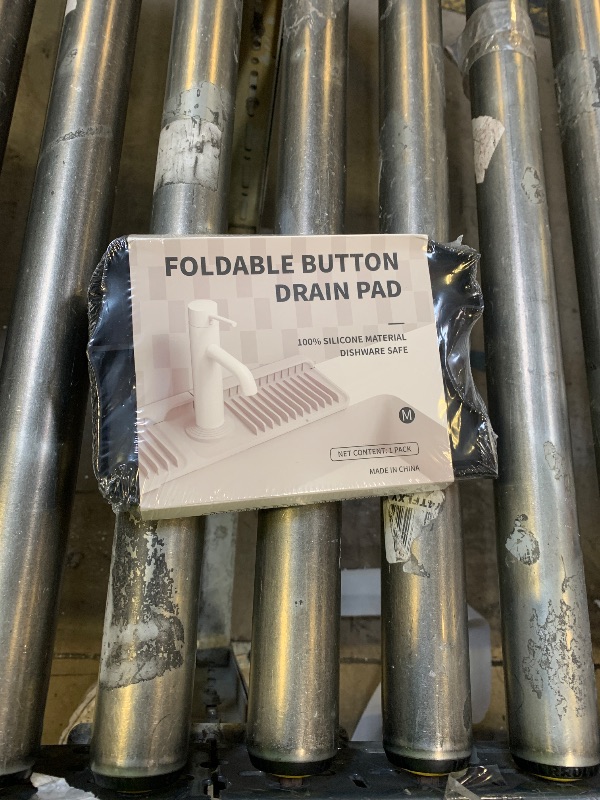 FOLDABLE BUTTON
DRAIN PAD
100% SILICONE MATERIAL
DISHWARE SAFE
M
NET CONTENT: 1 PACK
MADE IN CHINA